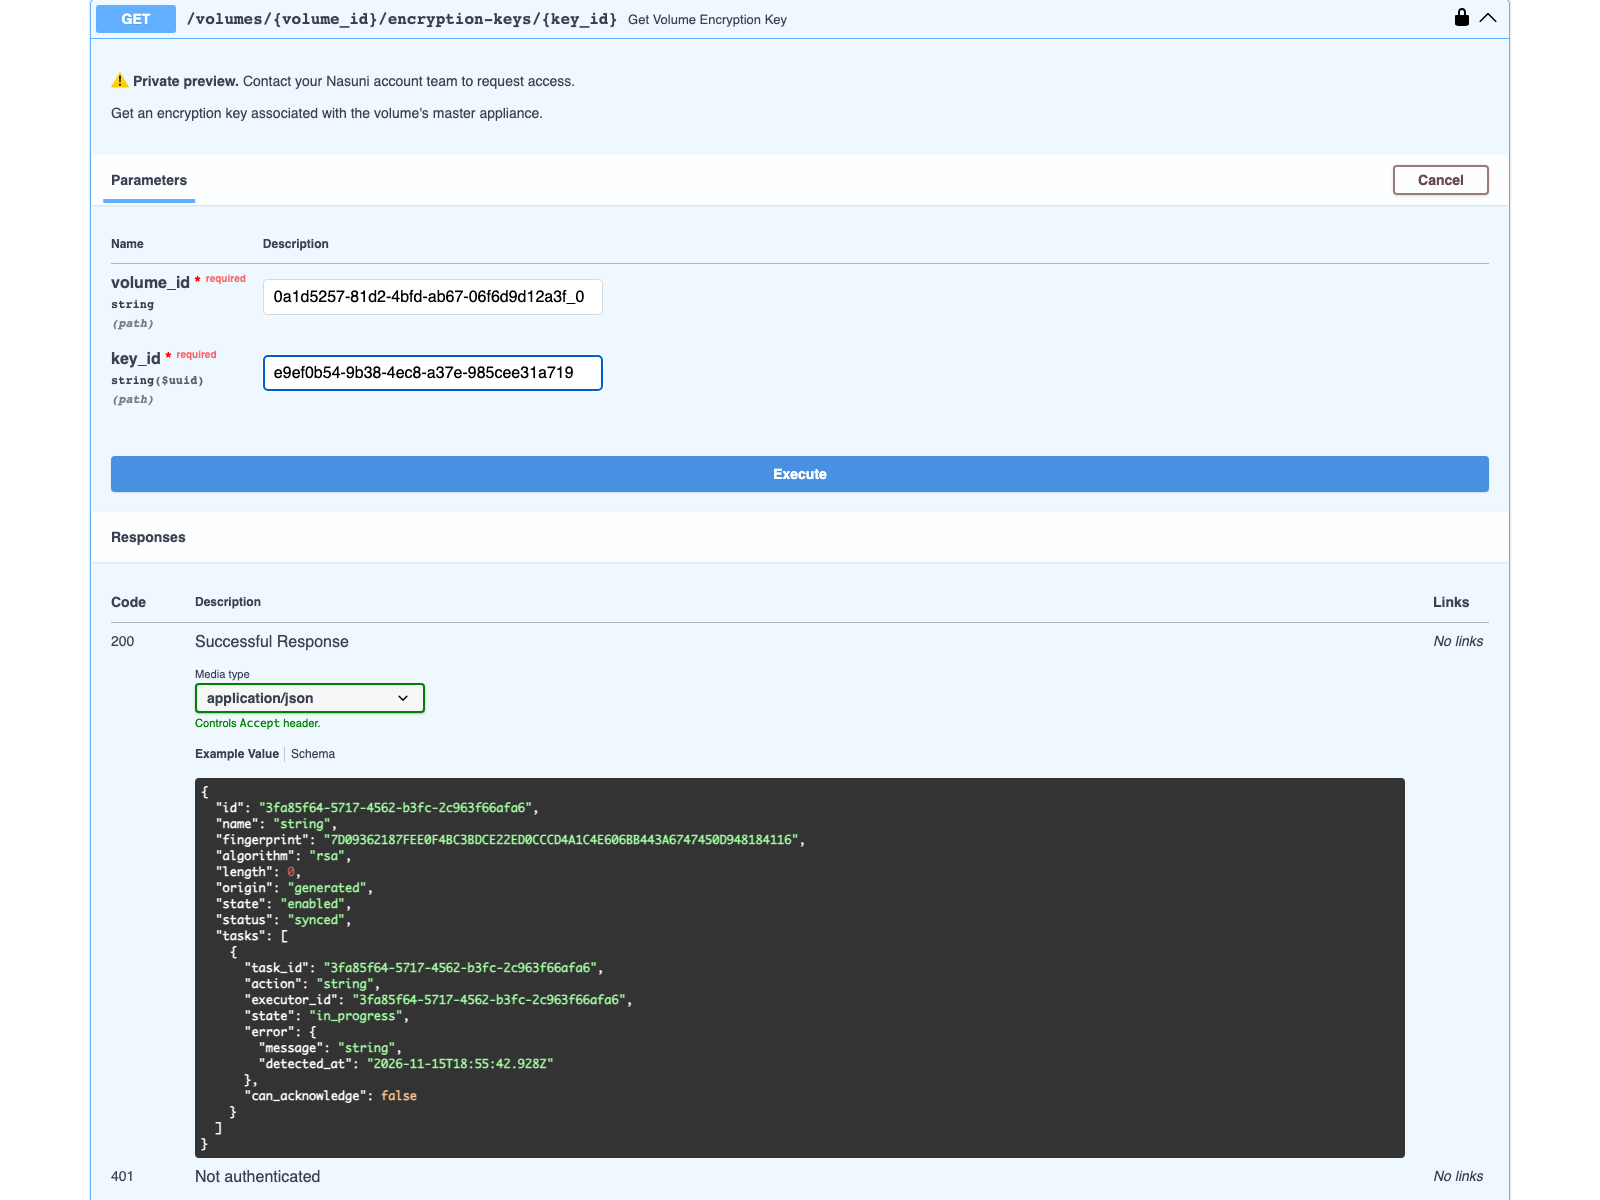 GET /volumes/{volume_id}/encryption-keys/{key_id} Get Volume Encryption Key
Private preview. Contact your Nasuni account team to request access.
Get an encryption key associated with the volume's master appliance.
Parameters
Cancel
Name Description
volume_id * required
string
(path)
0a1d5257-81d2-4bfd-ab67-06f6d9d12a3f_0
key_id * required
string($uuid)
(path)
e9ef0b54-9b38-4ec8-a37e-985cee31a719
Execute
Responses
Code Description Links
200 Successful Response No links
Media type
application/json
Controls Accept header.
Example Value Schema
{
"id": "3fa85f64-5717-4562-b3fc-2c963f66afa6",
"name": "string",
"fingerprint": "7D09362187FEE0F4BC3BDCE22ED0CCCD4A1C4E606BB443A6747450D948184116",
"algorithm": "rsa",
"length": 0,
"origin": "generated",
"state": "enabled",
"status": "synced",
"tasks": [
{
"task_id": "3fa85f64-5717-4562-b3fc-2c963f66afa6",
"action": "string",
"executor_id": "3fa85f64-5717-4562-b3fc-2c963f66afa6",
"state": "in_progress",
"error": {
"message": "string",
"detected_at": "2026-11-15T18:55:42.928Z"
},
"can_acknowledge": false
}
]
}
401 Not authenticated No links